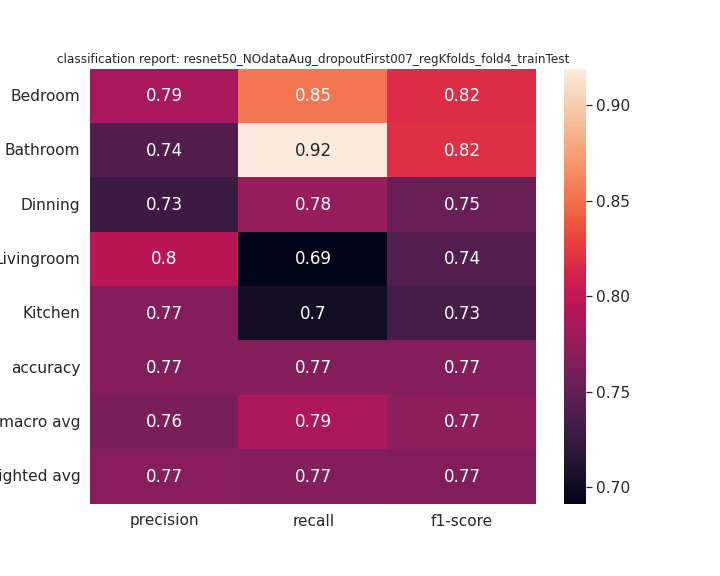 classification report: resnet50_NOdataAug_dropoutFirst007_regKfolds_fold4_trainTest
Bedroom 0.79 0.85 0.82
Bathroom 0.74 0.92 0.82
Dinning 0.73 0.78 0.75
Livingroom 0.8 0.69 0.74
Kitchen 0.77 0.7 0.73
accuracy 0.77 0.77 0.77
macro avg 0.76 0.79 0.77
ighted avg 0.77 0.77 0.77
precision recall f1-score
0.90
0.85
0.80
0.75
0.70